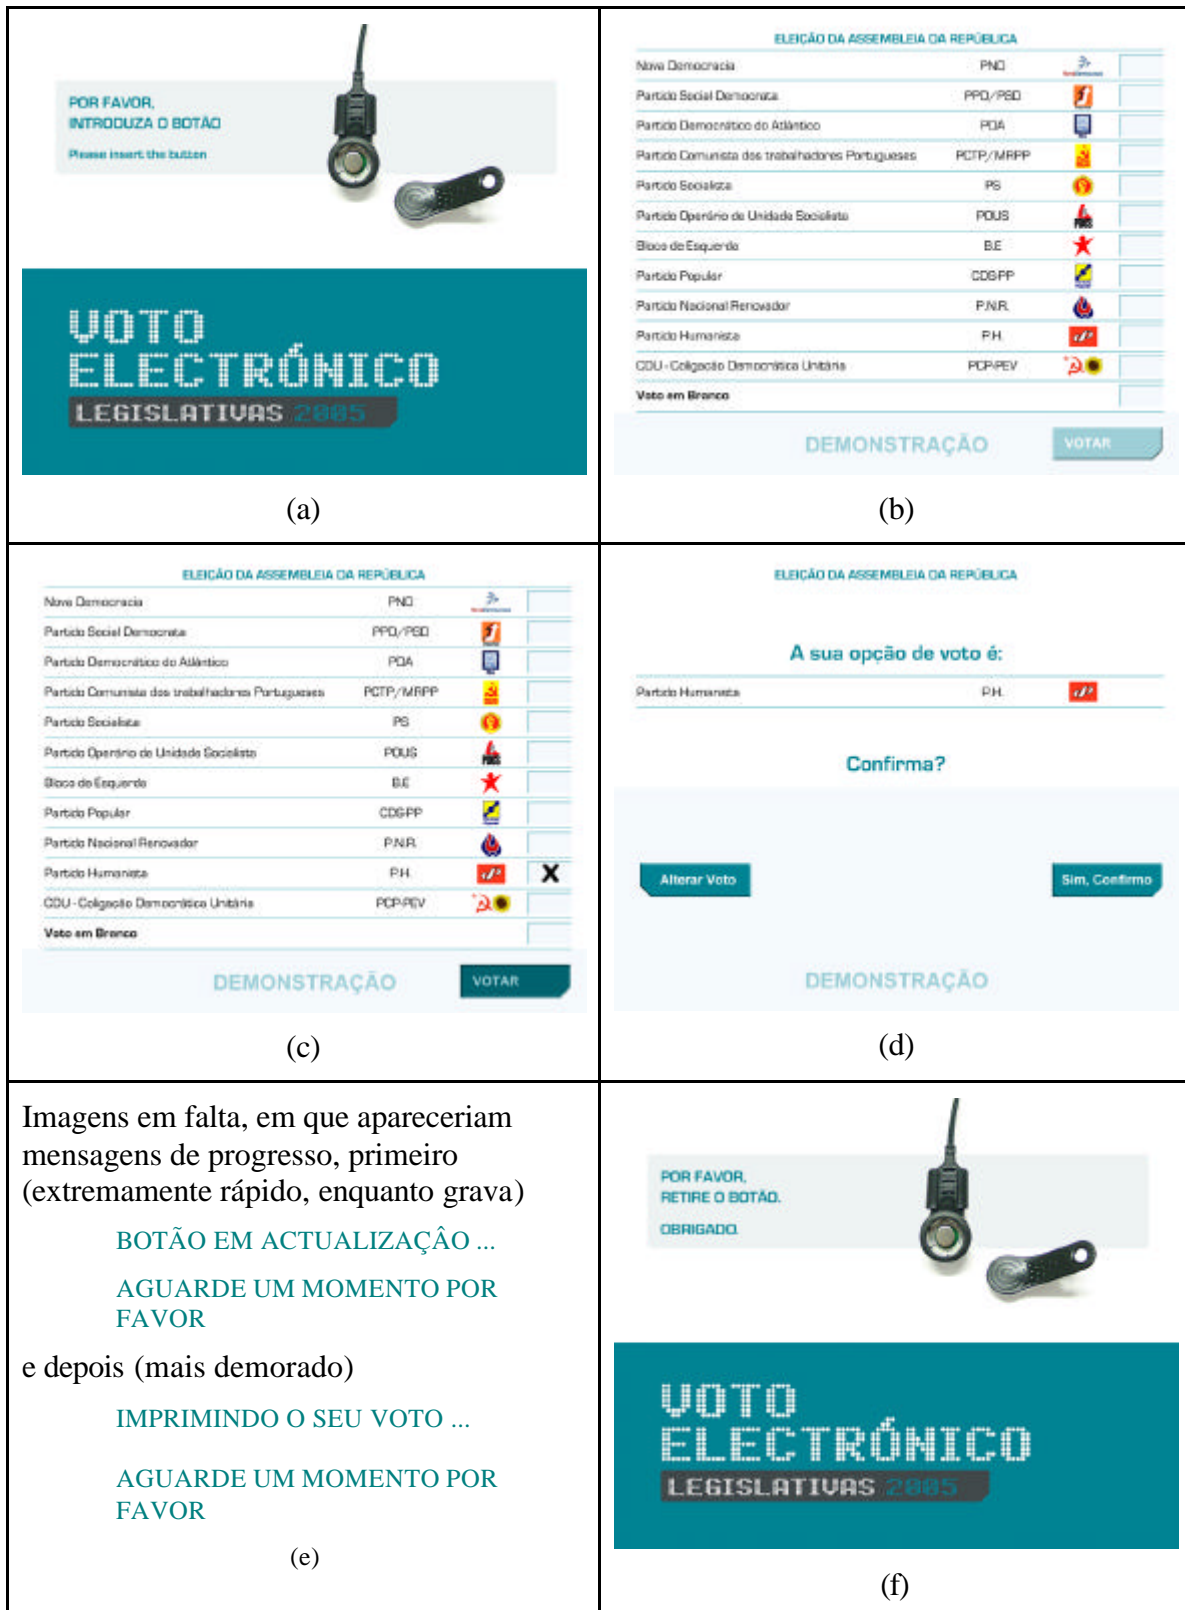 POR FAVOR,
INTRODUZA O BOTÃO
Please insert the button
VOTO
ELECTRÓNICO
LEGISLATIVAS 2005
(a)
ELEIÇÃO DA ASSEMBLEIA DA REPÚBLICA
Nova Democracia PND
Partido Social Democrata PPD/PSD
Partido Democrático do Atlântico PDA
Partido Comunista dos trabalhadores Portugueses PCTP/MRPP
Partido Socialista PS
Partido Operário de Unidade Socialista POUS
Bloco de Esquerda B.E
Partido Popular CDS-PP
Partido Nacional Renovador P.N.R.
Partido Humanista P.H.
CDU - Coligação Democrática Unitária PCP-PEV
Voto em Branco
DEMONSTRAÇÃO VOTAR
(b)
ELEIÇÃO DA ASSEMBLEIA DA REPÚBLICA
Nova Democracia PND
Partido Social Democrata PPD/PSD
Partido Democrático do Atlântico PDA
Partido Comunista dos trabalhadores Portugueses PCTP/MRPP
Partido Socialista PS
Partido Operário de Unidade Socialista POUS
Bloco de Esquerda B.E
Partido Popular CDS-PP
Partido Nacional Renovador P.N.R.
Partido Humanista P.H. X
CDU - Coligação Democrática Unitária PCP-PEV
Voto em Branco
DEMONSTRAÇÃO VOTAR
(c)
ELEIÇÃO DA ASSEMBLEIA DA REPÚBLICA
A sua opção de voto é:
Partido Humanista P.H.
Confirma?
Alterar Voto Sim, Confirmo
DEMONSTRAÇÃO
(d)
Imagens em falta, em que apareceriam
mensagens de progresso, primeiro
(extremamente rápido, enquanto grava)
BOTÃO EM ACTUALIZAÇÂO ...
AGUARDE UM MOMENTO POR
FAVOR
e depois (mais demorado)
IMPRIMINDO O SEU VOTO ...
AGUARDE UM MOMENTO POR
FAVOR
(e)
POR FAVOR,
RETIRE O BOTÃO.
OBRIGADO.
VOTO
ELECTRÓNICO
LEGISLATIVAS 2005
(f)